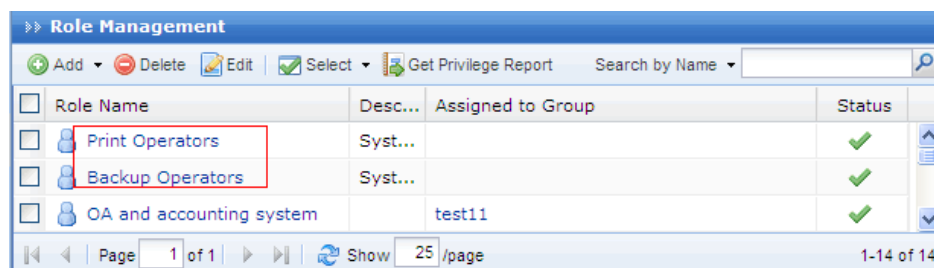 Role Management
Add Delete Edit Select Get Privilege Report Search by Name
Role Name Desc... Assigned to Group Status
Print Operators Syst...
Backup Operators Syst...
OA and accounting system test11
Page 1 of 1 Show 25 /page 1-14 of 14